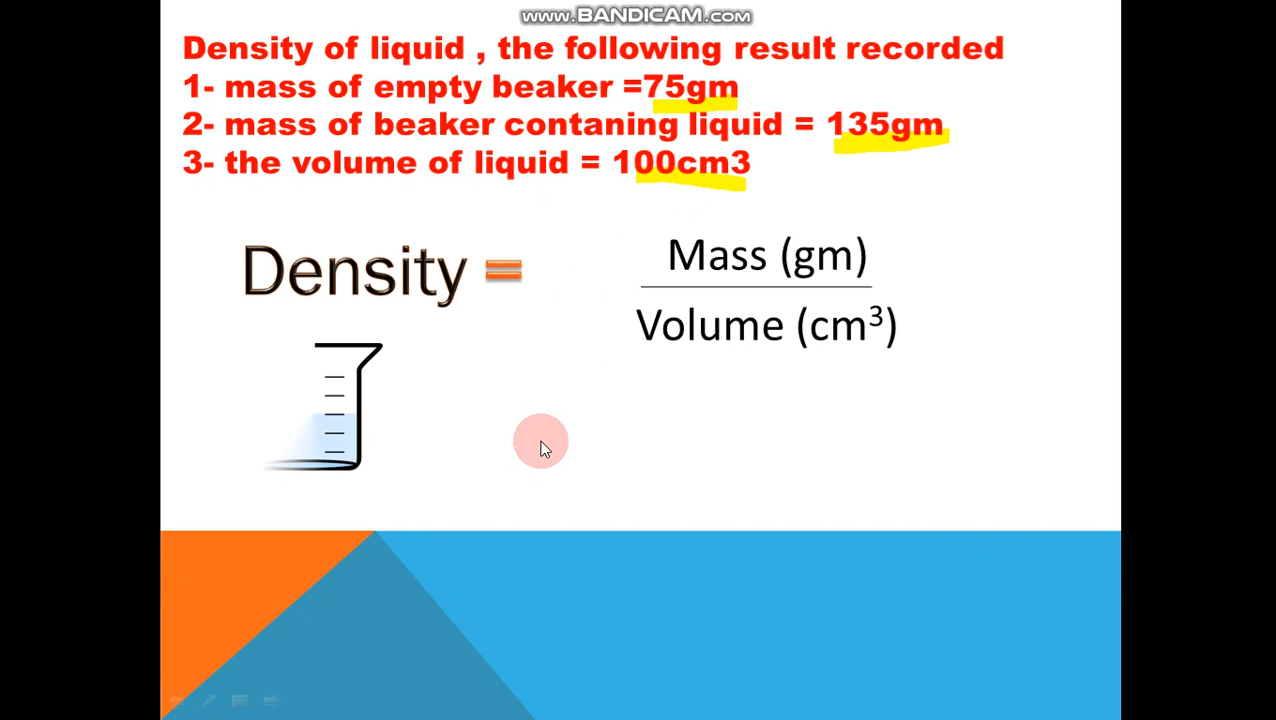 www.BANDICAM.com
Density of liquid , the following result recorded
1- mass of empty beaker =75gm
2- mass of beaker contaning liquid = 135gm
3- the volume of liquid = 100cm3
Density =
Mass (gm)
Volume (cm³)